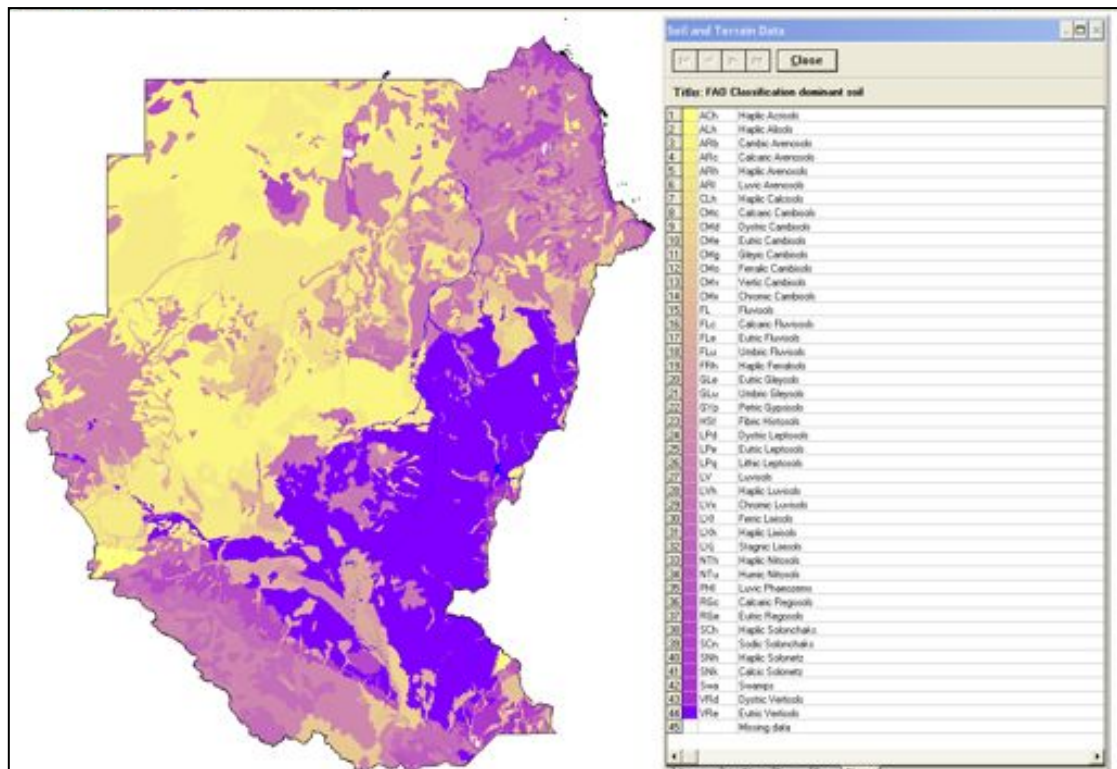 Soil and Terrain Data
Close
Title: FAO Classification dominant soil
1 ACh Haplic Acrisols
2 ALh Haplic Alisols
3 ARb Cambic Arenosols
4 ARc Calcaric Arenosols
5 ARh Haplic Arenosols
6 ARl Luvic Arenosols
7 CLh Haplic Calcisols
8 CMc Calcaric Cambisols
9 CMd Dystric Cambisols
10 CMe Eutric Cambisols
11 CMg Gleyic Cambisols
12 CMo Ferralic Cambisols
13 CMv Vertic Cambisols
14 CMx Chromic Cambisols
15 FL Fluvisols
16 FLc Calcaric Fluvisols
17 FLe Eutric Fluvisols
18 FLu Umbric Fluvisols
19 FRh Haplic Ferralsols
20 GLe Eutric Gleysols
21 GLu Umbric Gleysols
22 GYp Petric Gypsisols
23 HSf Fibric Histosols
24 LPd Dystric Leptosols
25 LPe Eutric Leptosols
26 LPq Lithic Leptosols
27 LV Luvisols
28 LVh Haplic Luvisols
29 LVx Chromic Luvisols
30 LXf Ferric Lixisols
31 LXh Haplic Lixisols
32 LXj Stagnic Lixisols
33 NTh Haplic Nitosols
34 NTu Humic Nitosols
35 PHl Luvic Phaeozems
36 RGc Calcaric Regosols
37 RGe Eutric Regosols
38 SCh Haplic Solonchaks
39 SCn Sodic Solonchaks
40 SNh Haplic Solonetz
41 SNk Calcic Solonetz
42 Swa Swamps
43 VRd Dystric Vertisols
44 VRe Eutric Vertisols
45 Missing data